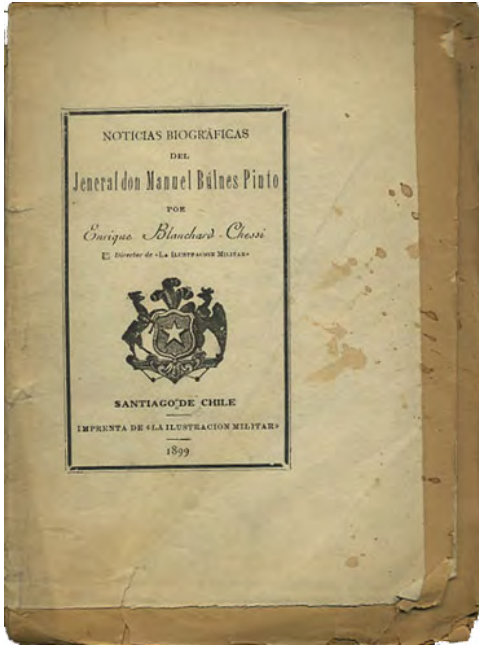 NOTICIAS BIOGRÁFICAS
DEL
Jeneral don Manuel Búlnes Pinto
POR
Enrique Blanchard-Chessi
Director de «LA ILUSTRACION MILITAR»
SANTIAGO DE CHILE
IMPRENTA DE «LA ILUSTRACION MILITAR»
1899